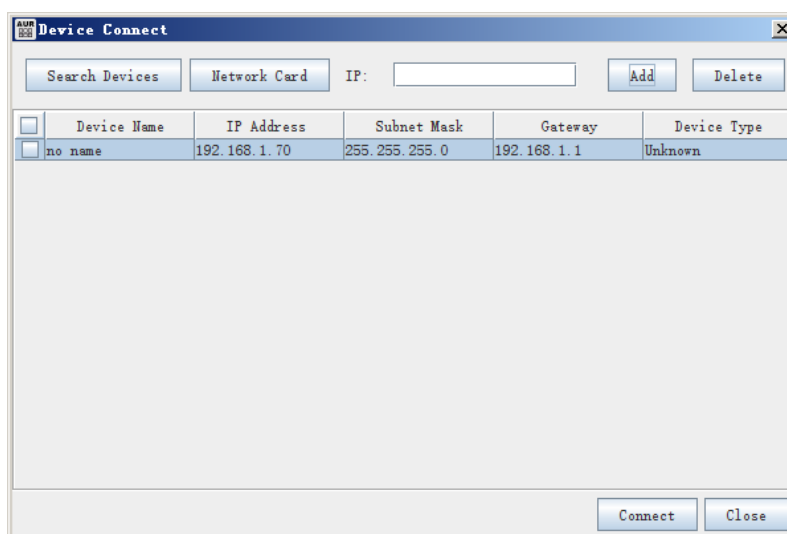 AUR Device Connect
Search Devices Network Card IP: Add Delete
Device Name IP Address Subnet Mask Gateway Device Type
no name 192.168.1.70 255.255.255.0 192.168.1.1 Unknown
Connect Close